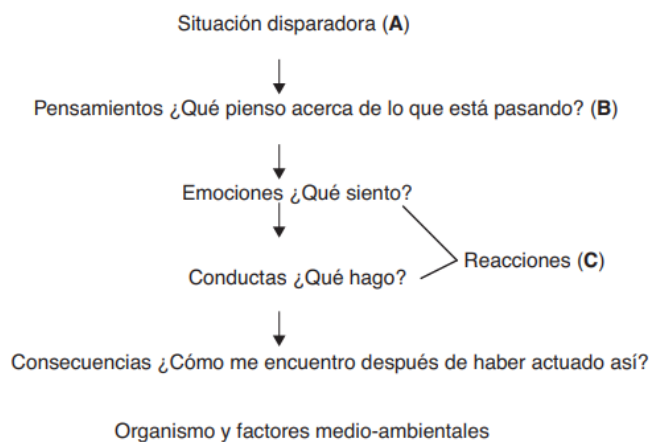 Situación disparadora (A)
Pensamientos ¿Qué pienso acerca de lo que está pasando? (B)
Emociones ¿Qué siento?
Reacciones (C)
Conductas ¿Qué hago?
Consecuencias ¿Cómo me encuentro después de haber actuado así?
Organismo y factores medio-ambientales